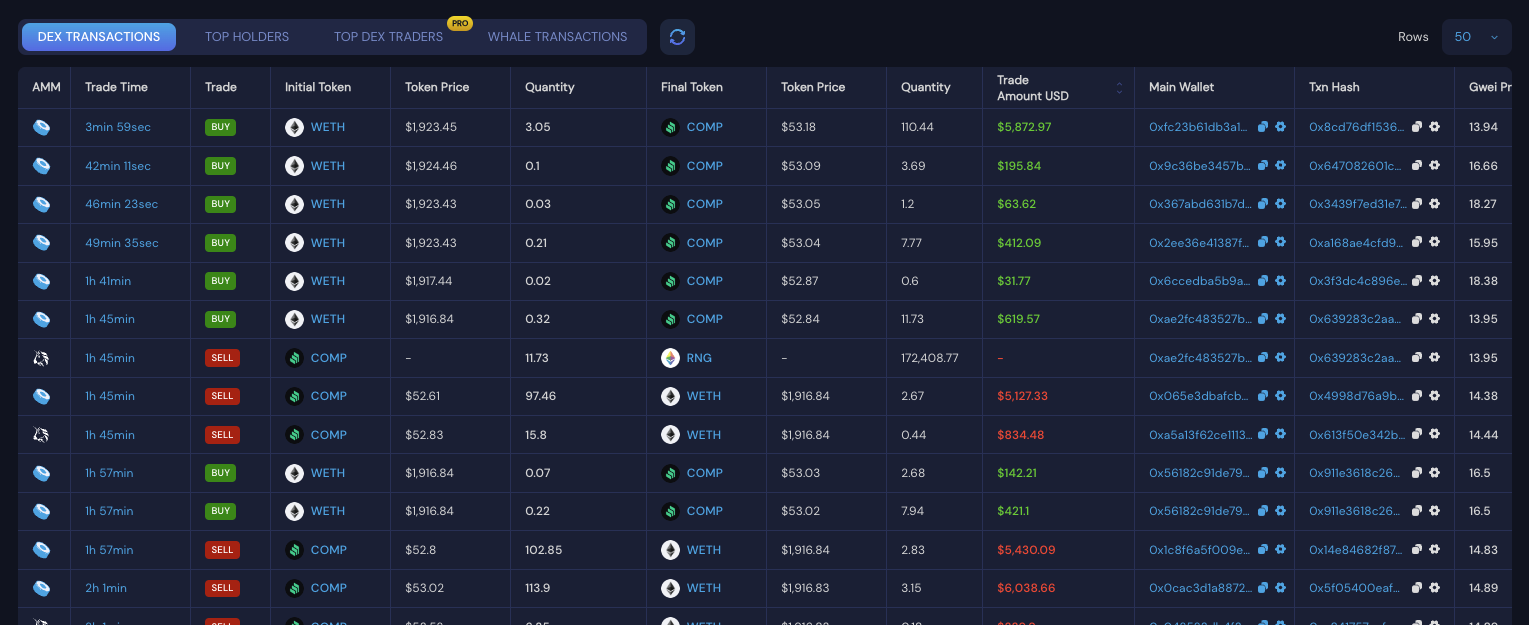 PRO
DEX TRANSACTIONS TOP HOLDERS TOP DEX TRADERS WHALE TRANSACTIONS Rows 50
AMM Trade Time Trade Initial Token Token Price Quantity Final Token Token Price Quantity Trade Amount USD Main Wallet Txn Hash Gwei Pr
3min 59sec BUY WETH $1,923.45 3.05 COMP $53.18 110.44 $5,872.97 0xfc23b61db3a1... 0x8cd76df1536... 13.94
42min 11sec BUY WETH $1,924.46 0.1 COMP $53.09 3.69 $195.84 0x9c36be3457b... 0x647082601c... 16.66
46min 23sec BUY WETH $1,923.43 0.03 COMP $53.05 1.2 $63.62 0x367abd631b7d... 0x3439f7ed31e7... 18.27
49min 35sec BUY WETH $1,923.43 0.21 COMP $53.04 7.77 $412.09 0x2ee36e41387f... 0xa168ae4cfd9... 15.95
1h 41min BUY WETH $1,917.44 0.02 COMP $52.87 0.6 $31.77 0x6ccedba5b9a... 0x3f3dc4c896e... 18.38
1h 45min BUY WETH $1,916.84 0.32 COMP $52.84 11.73 $619.57 0xae2fc483527b... 0x639283c2aa... 13.95
1h 45min SELL COMP - 11.73 RNG - 172,408.77 - 0xae2fc483527b... 0x639283c2aa... 13.95
1h 45min SELL COMP $52.61 97.46 WETH $1,916.84 2.67 $5,127.33 0x065e3dbafcb... 0x4998d76a9b... 14.38
1h 45min SELL COMP $52.83 15.8 WETH $1,916.84 0.44 $834.48 0xa5a13f62ce1113... 0x613f50e342b... 14.44
1h 57min BUY WETH $1,916.84 0.07 COMP $53.03 2.68 $142.21 0x56182c91de79... 0x911e3618c26... 16.5
1h 57min BUY WETH $1,916.84 0.22 COMP $53.02 7.94 $421.1 0x56182c91de79... 0x911e3618c26... 16.5
1h 57min SELL COMP $52.8 102.85 WETH $1,916.84 2.83 $5,430.09 0x1c8f6a5f009e... 0x14e84682f87... 14.83
2h 1min SELL COMP $53.02 113.9 WETH $1,916.83 3.15 $6,038.66 0x0cac3d1a8872... 0x5f05400eaf... 14.89